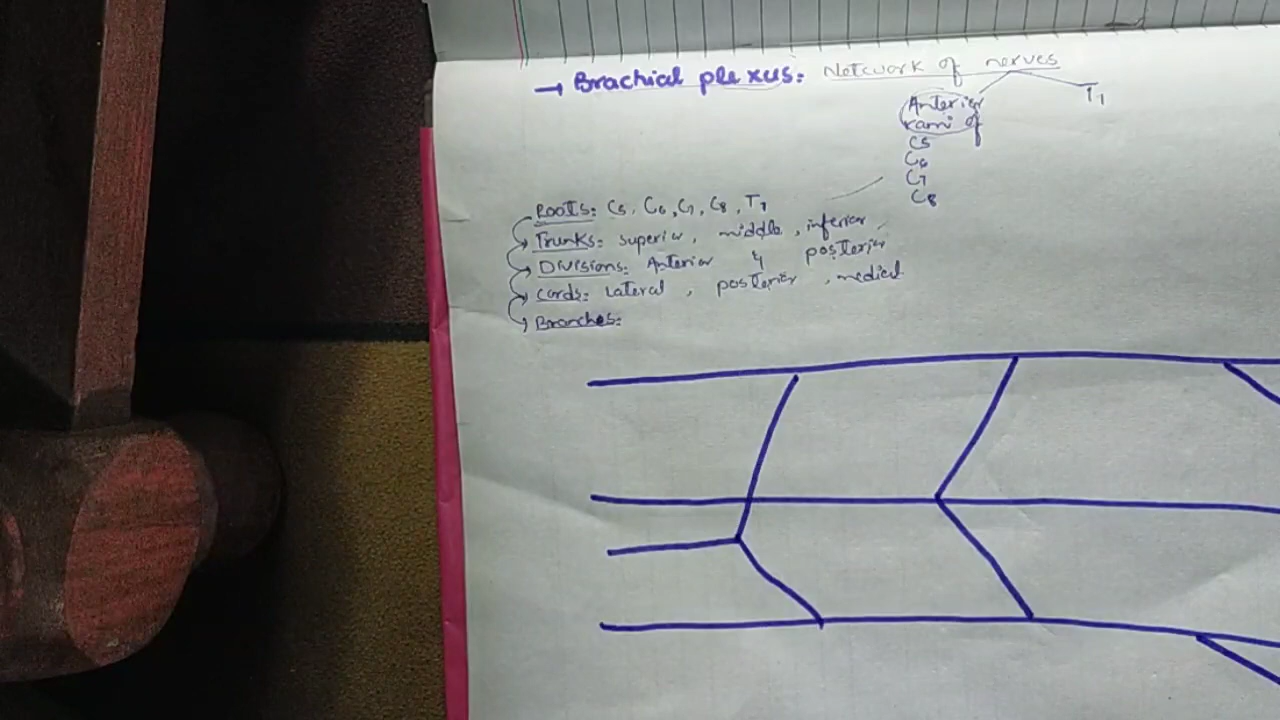 → Brachial plexus: Network of nerves
Anterior
rami of
T1
C5
C6
C7
C8
Roots: C5, C6, C7, C8, T1
Trunks: superior, middle, inferior
Divisions: Anterior & posterior
Cords: Lateral, posterior, medial
Branches: